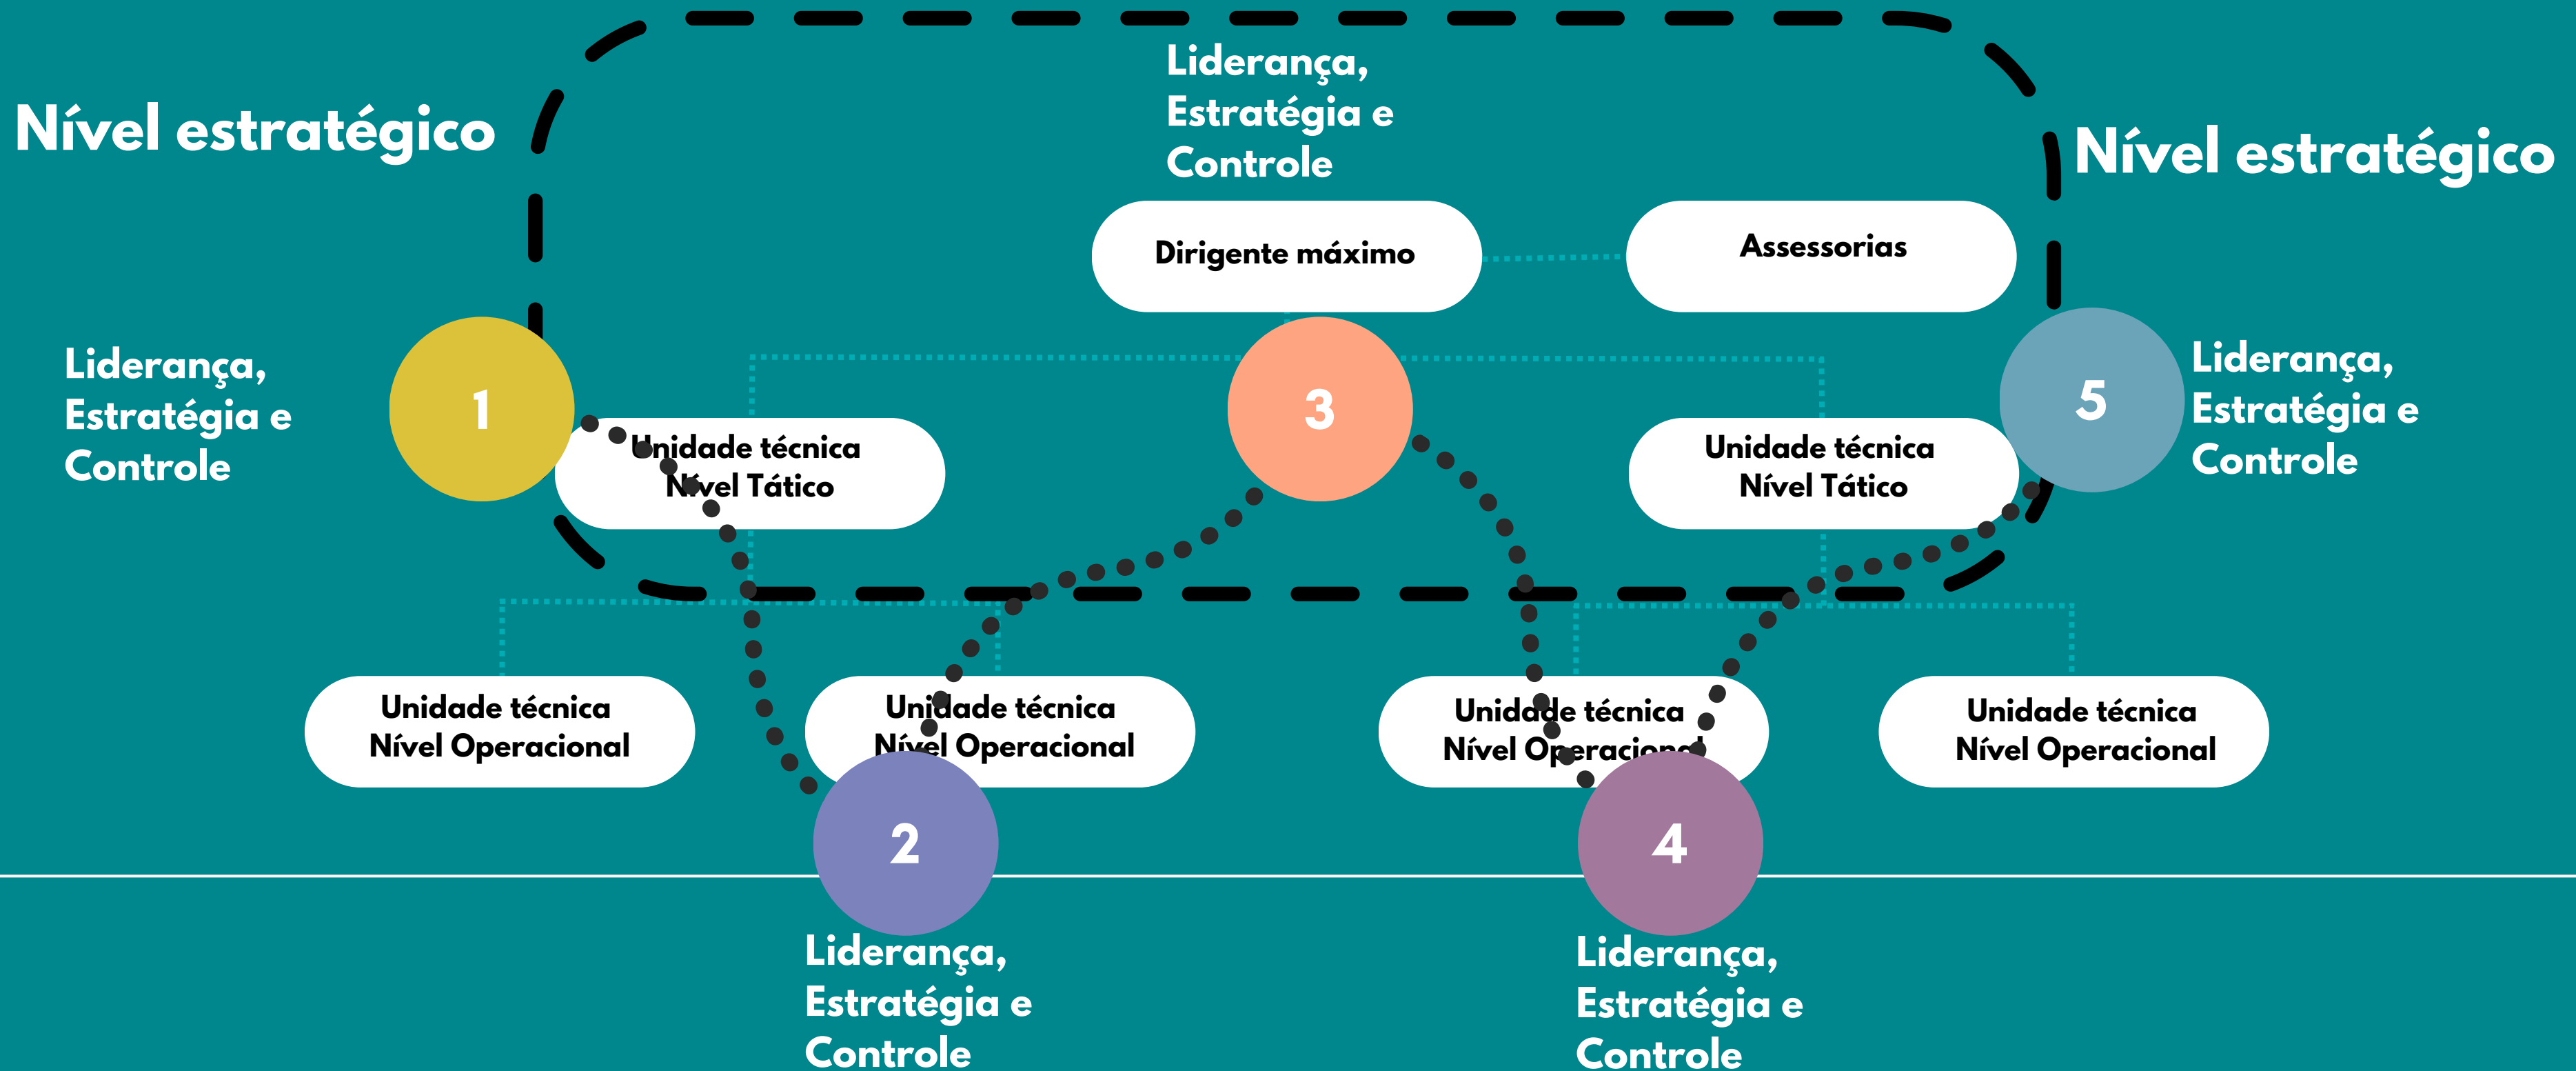 Nível estratégico
Liderança,
Estratégia e
Controle
Nível estratégico
Dirigente máximo
Assessorias
Liderança,
Estratégia e
Controle
1
3
5
Liderança,
Estratégia e
Controle
Unidade técnica
Nível Tático
Unidade técnica
Nível Tático
Unidade técnica
Nível Operacional
Unidade técnica
Nível Operacional
Unidade técnica
Nível Operacional
Unidade técnica
Nível Operacional
2
4
Liderança,
Estratégia e
Controle
Liderança,
Estratégia e
Controle